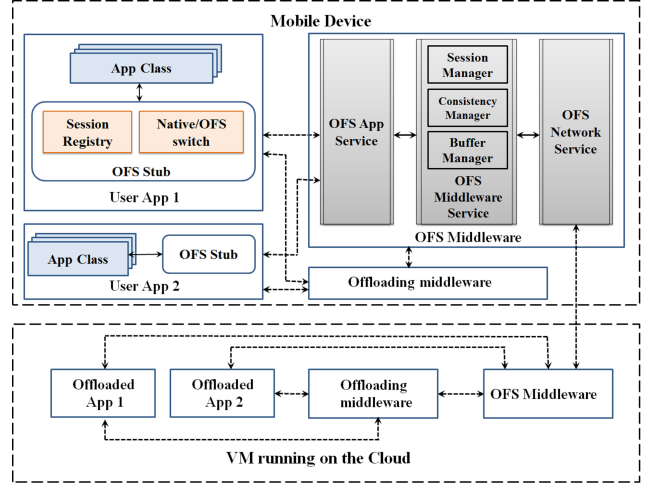 Mobile Device
App Class
Session
Registry
Native/OFS
switch
OFS Stub
User App 1
App Class
OFS Stub
User App 2
OFS App
Service
Session
Manager
Consistency
Manager
Buffer
Manager
OFS
Middleware
Service
OFS
Network
Service
OFS Middleware
Offloading middleware
Offloaded
App 1
Offloaded
App 2
Offloading
middleware
OFS Middleware
VM running on the Cloud